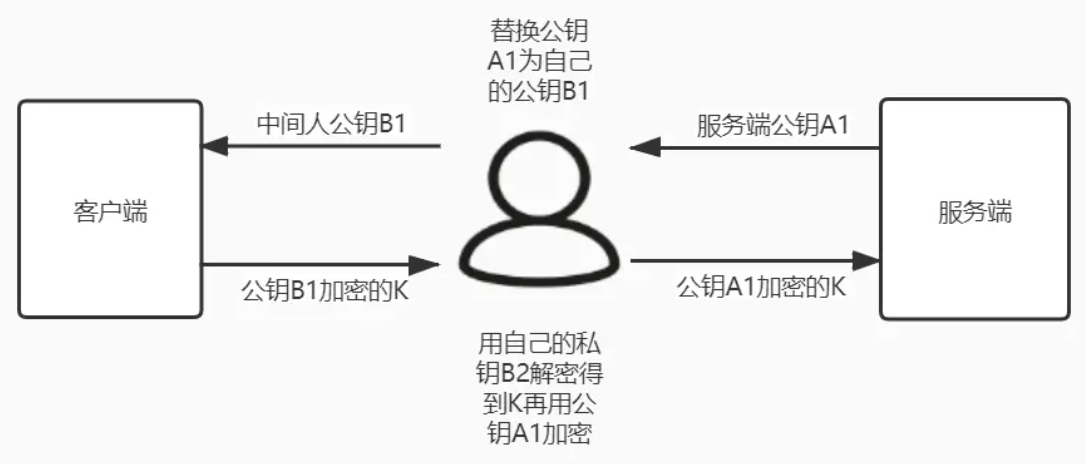 替换公钥
A1为自己
的公钥B1
中间人公钥B1
服务端公钥A1
客户端
服务端
公钥B1加密的K
公钥A1加密的K
用自己的私
钥B2解密得
到K再用公
钥A1加密